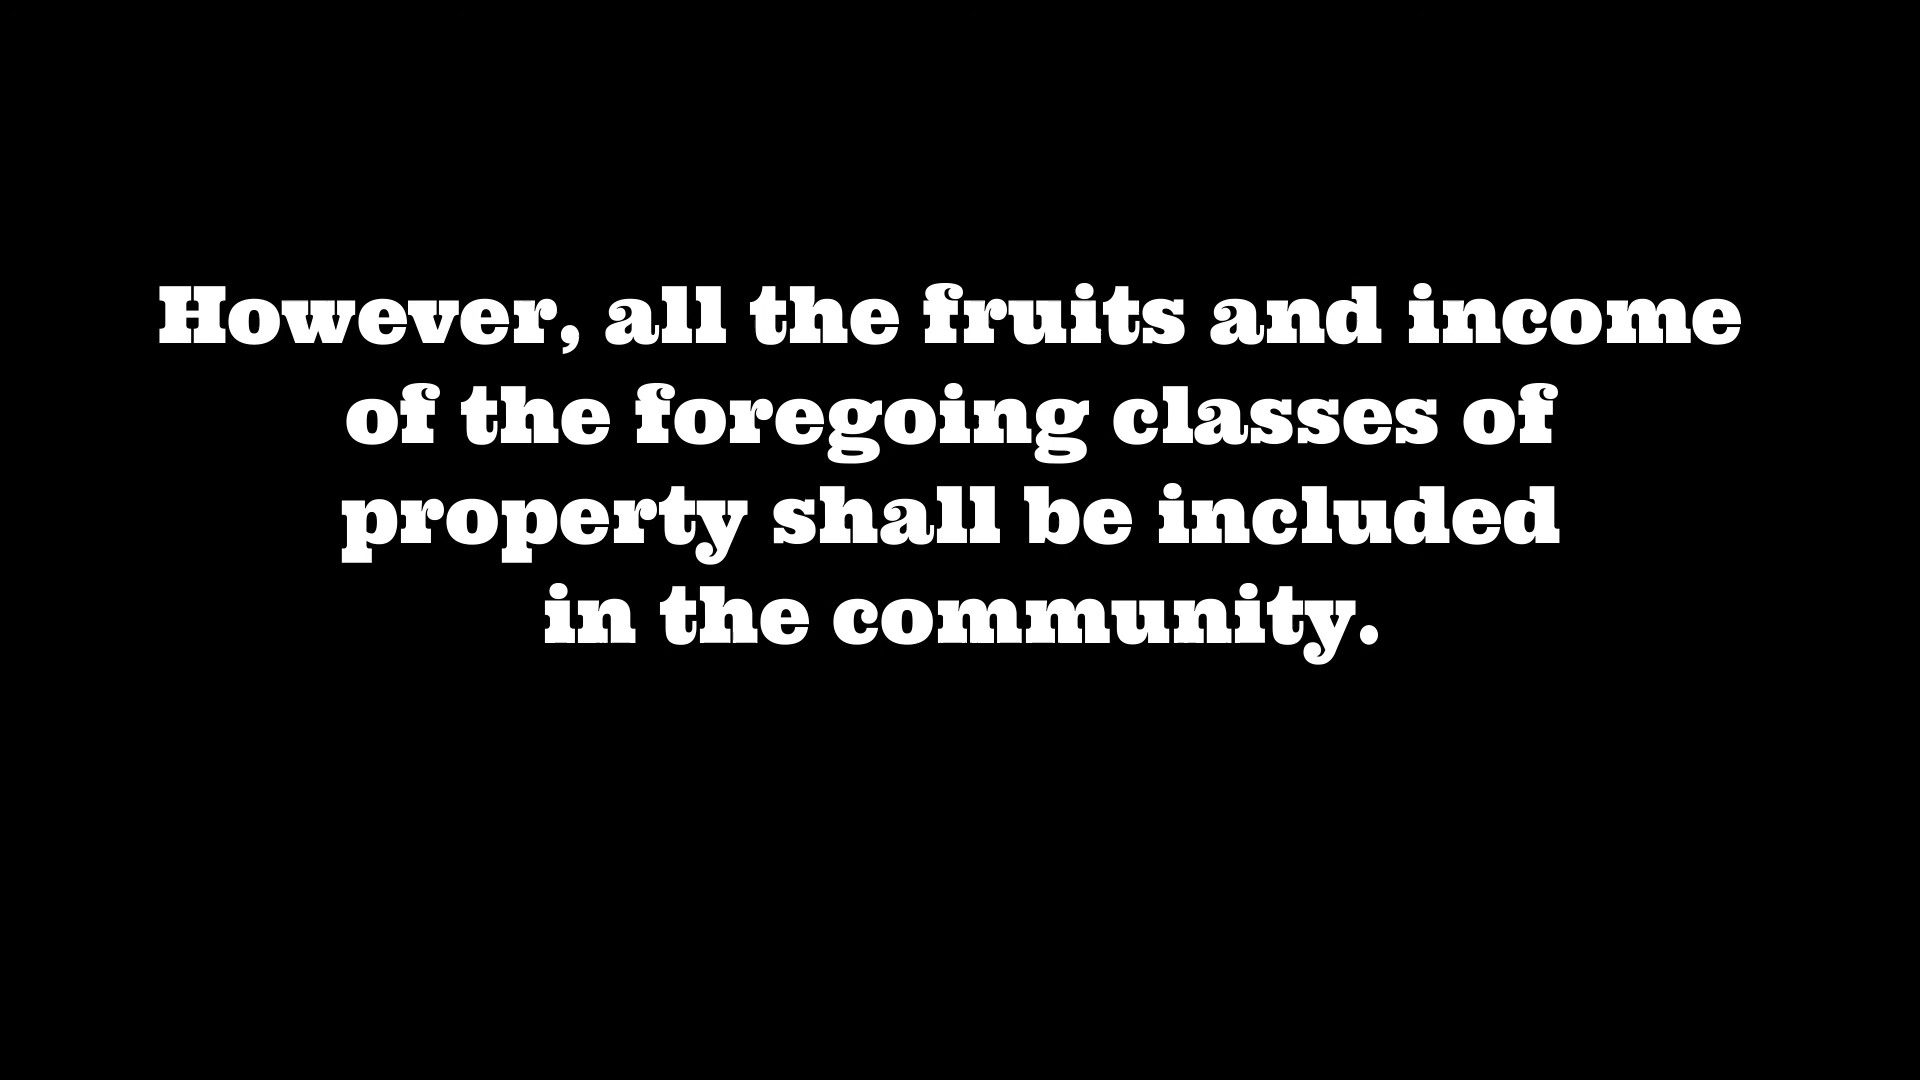 However, all the fruits and income
of the foregoing classes of
property shall be included
in the community.